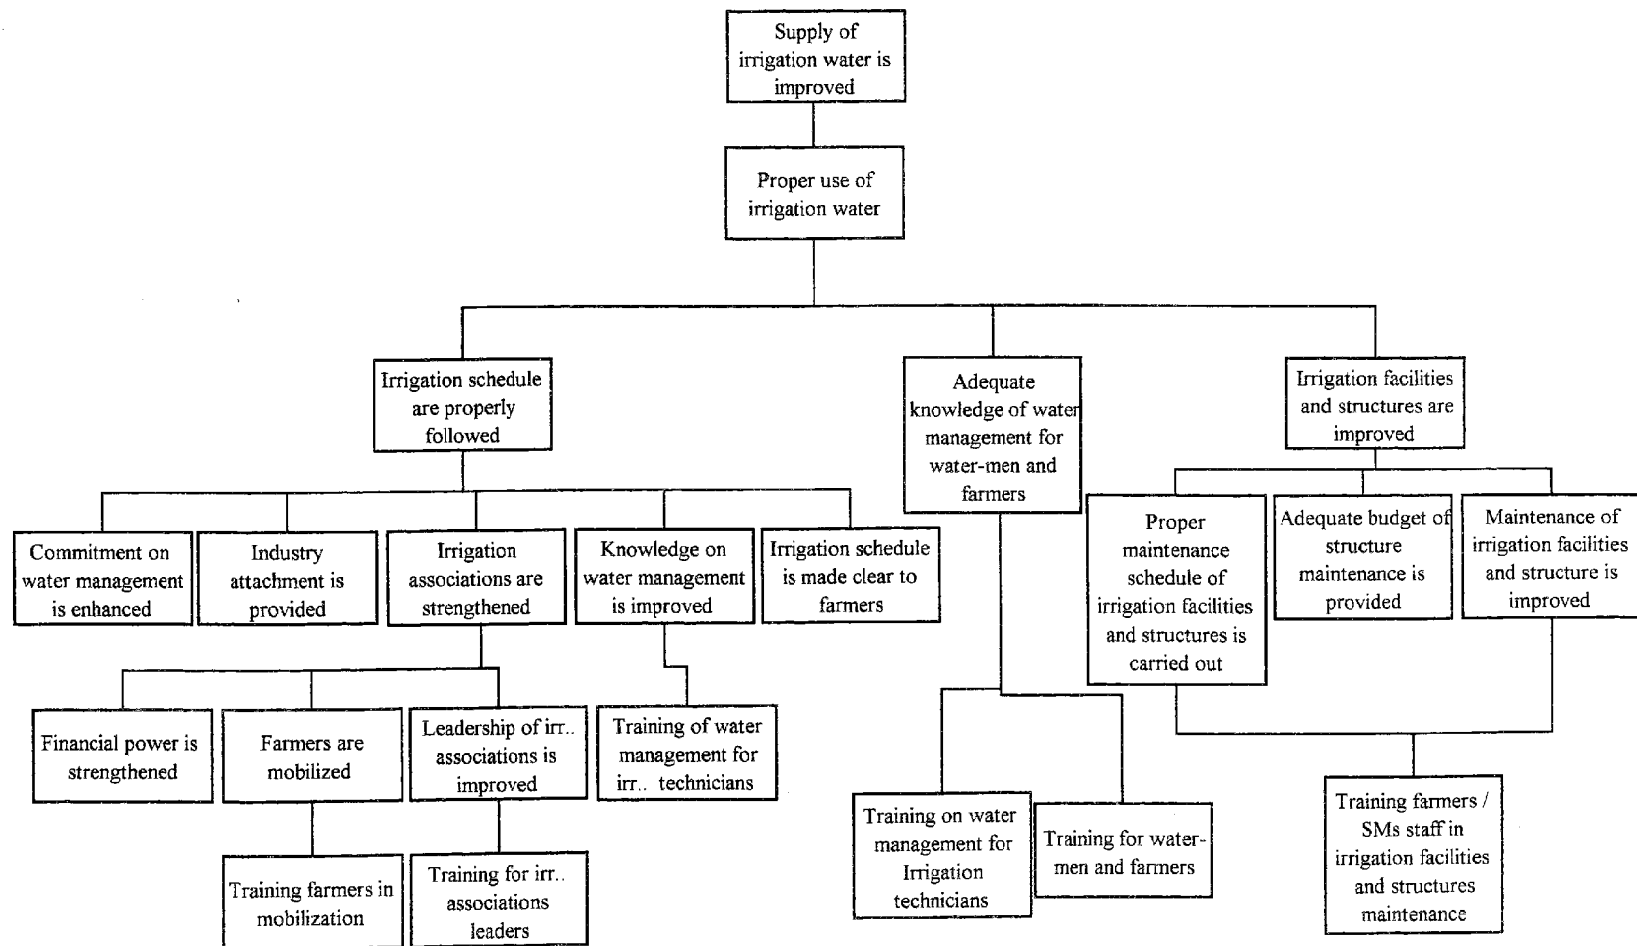 Supply of
irrigation water is
improved
Proper use of
irrigation water
Irrigation schedule
are properly
followed
Adequate
knowledge of water
management for
water-men and
farmers
Irrigation facilities
and structures are
improved
Commitment on
water management
is enhanced
Industry
attachment is
provided
Irrigation
associations are
strengthened
Knowledge on
water management
is improved
Irrigation schedule
is made clear to
farmers
Proper
maintenance
schedule of
irrigation facilities
and structures is
carried out
Adequate budget of
structure
maintenance is
provided
Maintenance of
irrigation facilities
and structure is
improved
Financial power is
strengthened
Farmers are
mobilized
Leadership of irr..
associations is
improved
Training of water
management for
irr.. technicians
Training on water
management for
Irrigation
technicians
Training for water-
men and farmers
Training farmers /
SMs staff in
irrigation facilities
and structures
maintenance
Training farmers in
mobilization
Training for irr..
associations
leaders